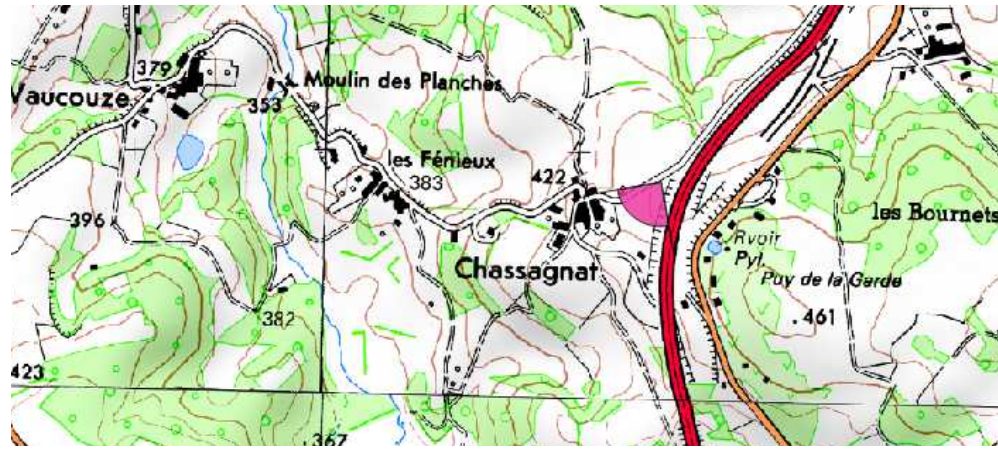 379
Vaucouze
353
Moulin des Planches
les Férieux
383
422
396
les Bournets
Rvoir
Pyl.
Chassagnat
Puy de la Garde
382
.461
423
.367